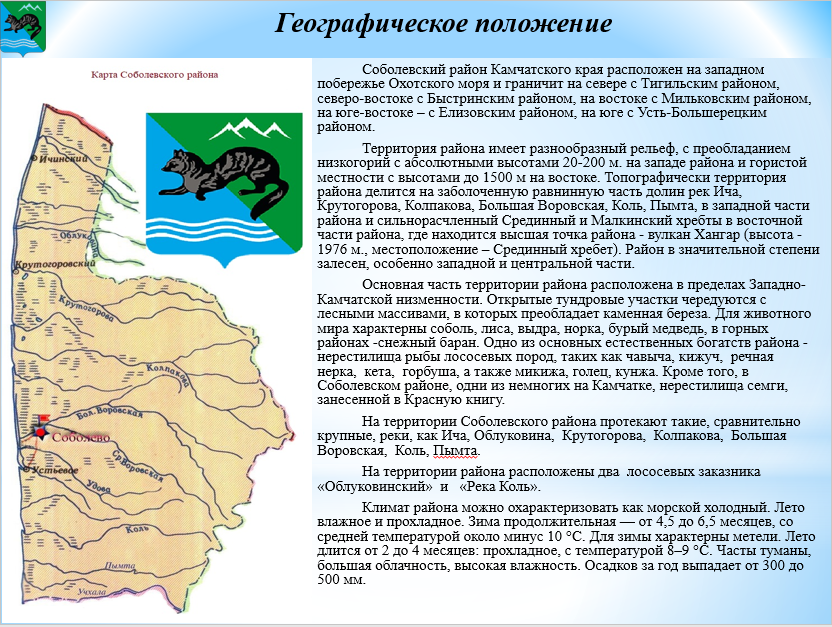 Географическое положение
Карта Соболевского района
Ичинский
Облуковина
Крутогоровский
Крутогорова
Колпакова
Бол.Воровская
Соболево
Устьевое
Ср.Воровская
Удова
Коль
Пымта
Учхала
Соболевский район Камчатского края расположен на западном
побережье Охотского моря и граничит на севере с Тигильским районом,
северо-востоке с Быстринским районом, на востоке с Мильковским районом,
на юге-востоке – с Елизовским районом, на юге с Усть-Большерецким
районом.
Территория района имеет разнообразный рельеф, с преобладанием
низкогорий с абсолютными высотами 20-200 м. на западе района и гористой
местности с высотами до 1500 м на востоке. Топографически территория
района делится на заболоченную равнинную часть долин рек Ича,
Крутогорова, Колпакова, Большая Воровская, Коль, Пымта, в западной части
района и сильнорасчленный Срединный и Малкинский хребты в восточной
части района, где находится высшая точка района - вулкан Хангар (высота -
1976 м., местоположение – Срединный хребет). Район в значительной степени
залесен, особенно западной и центральной части.
Основная часть территории района расположена в пределах Западно-
Камчатской низменности. Открытые тундровые участки чередуются с
лесными массивами, в которых преобладает каменная береза. Для животного
мира характерны соболь, лиса, выдра, норка, бурый медведь, в горных
районах -снежный баран. Одно из основных естественных богатств района -
нерестилища рыбы лососевых пород, таких как чавыча, кижуч, речная
нерка, кета, горбуша, а также микижа, голец, кунжа. Кроме того, в
Соболевском районе, одни из немногих на Камчатке, нерестилища семги,
занесенной в Красную книгу.
На территории Соболевского района протекают такие, сравнительно
крупные, реки, как Ича, Облуковина, Крутогорова, Колпакова, Большая
Воровская, Коль, Пымта.
На территории района расположены два лососевых заказника
«Облуковинский» и «Река Коль».
Климат района можно охарактеризовать как морской холодный. Лето
влажное и прохладное. Зима продолжительная — от 4,5 до 6,5 месяцев, со
средней температурой около минус 10 °C. Для зимы характерны метели. Лето
длится от 2 до 4 месяцев: прохладное, с температурой 8–9 °C. Часты туманы,
большая облачность, высокая влажность. Осадков за год выпадает от 300 до
500 мм.